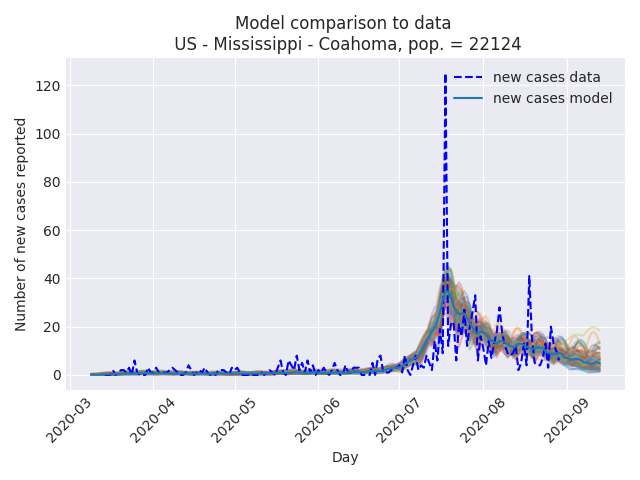 Model comparison to data
US - Mississippi - Coahoma, pop. = 22124
new cases data
new cases model
Number of new cases reported
120
100
80
60
40
20
0
2020-03
2020-04
2020-05
2020-06
2020-07
2020-08
2020-09
Day